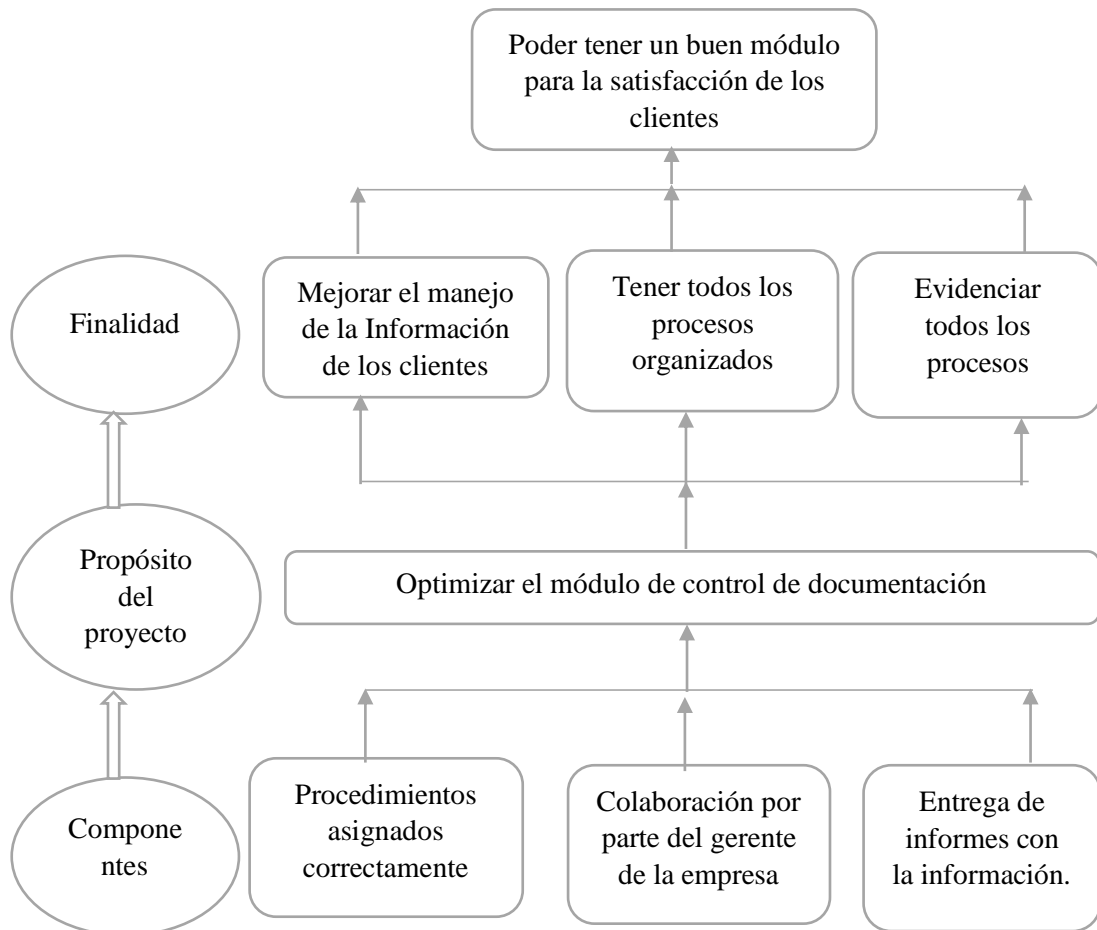 Poder tener un buen módulo
para la satisfacción de los
clientes
Finalidad
Mejorar el manejo
de la Información
de los clientes
Tener todos los
procesos
organizados
Evidenciar
todos los
procesos
Propósito
del
proyecto
Optimizar el módulo de control de documentación
Compone
ntes
Procedimientos
asignados
correctamente
Colaboración por
parte del gerente
de la empresa
Entrega de
informes con
la información.